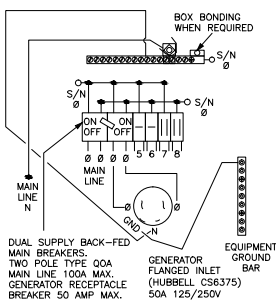 BOX BONDING
WHEN REQUIRED
S/N
Ø
S/N
Ø
S/N
Ø
ON
OFF
ON
OFF
5 6 7 8
Ø Ø Ø Ø
MAIN
LINE
MAIN
LINE
N
GND
N
DUAL SUPPLY BACK-FED
MAIN BREAKERS.
TWO POLE TYPE QOA
MAIN LINE 100A MAX.
GENERATOR RECEPTACLE
BREAKER 50 AMP MAX.
GENERATOR
FLANGED INLET
(HUBBELL CS6375)
50A 125/250V
EQUIPMENT
GROUND
BAR